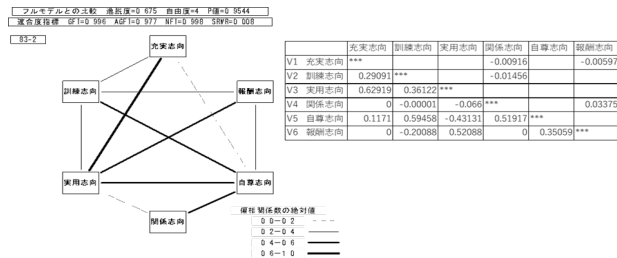 フルモデルとの比較 逸脱度=0 675 自由度=4 P値=0 9544
適合度指標 GFI=0 996 AGFI=0 977 NFI=0 998 SRMR=0 008
83-2
充実志向
訓練志向
報酬志向
実用志向
自尊志向
関係志向
偏相関係数の絶対値
0 0-0 2
0 2-0 4
0 4-0 6
0 6-1 0
充実志向 訓練志向 実用志向 関係志向 自尊志向 報酬志向
V1 充実志向 *** -0.00916 -0.00597
V2 訓練志向 0.29091 *** -0.01456
V3 実用志向 0.62919 0.36122 ***
V4 関係志向 0 -0.00001 -0.066 *** 0.03375
V5 自尊志向 0.1171 0.59458 -0.43131 0.51917 ***
V6 報酬志向 0 -0.20088 0.52088 0 0.35059 ***